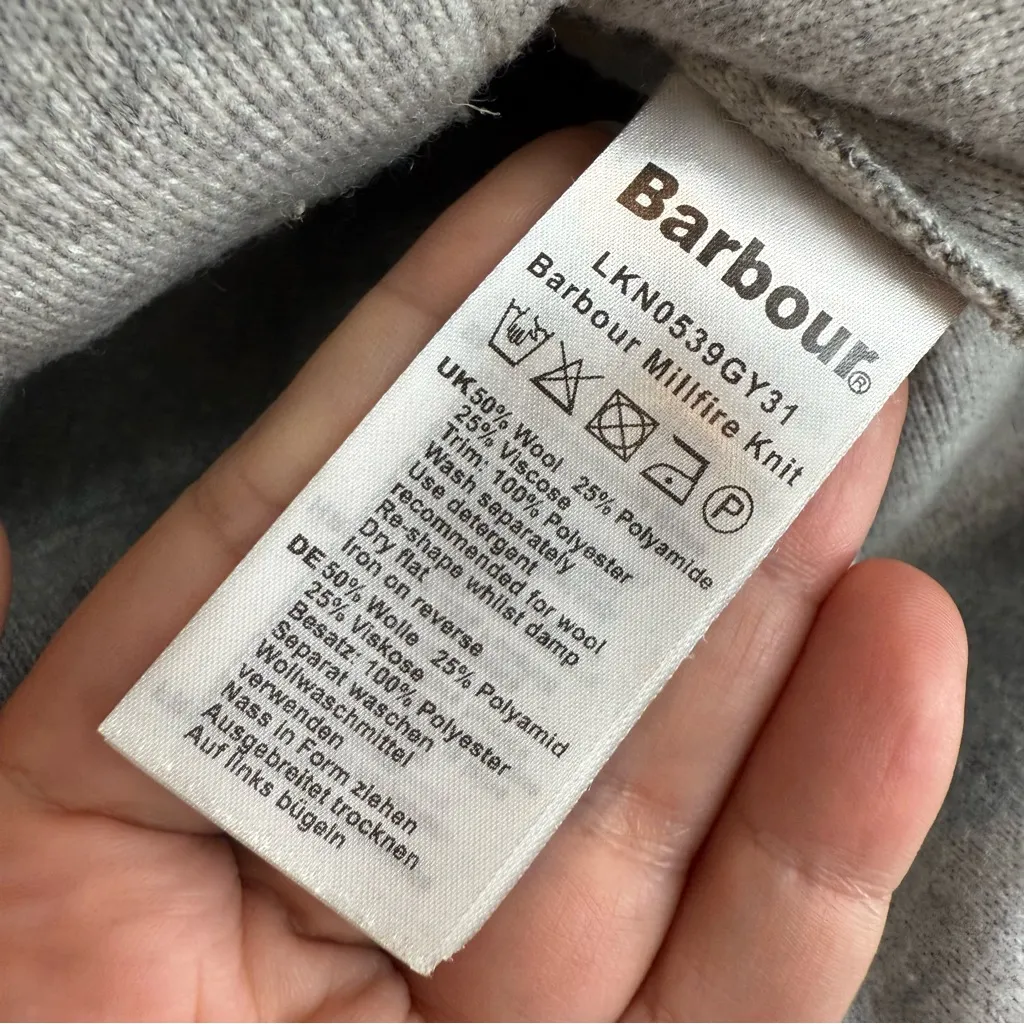 Barbour®
LKN0539GY31
Barbour Millfire Knit
P
UK 50% Wool 25% Polyamide
25% Viscose
Trim: 100% Polyester
Wash separately
Use detergent
recommended for wool
Re-shape whilst damp
Dry flat
Iron on reverse
DE 50% Wolle 25% Polyamid
25% Viskose
Besatz: 100% Polyester
Separat waschen
Wollwaschmittel
verwenden
Nass in Form ziehen
Ausgebreitet trocknen
Auf links bügeln